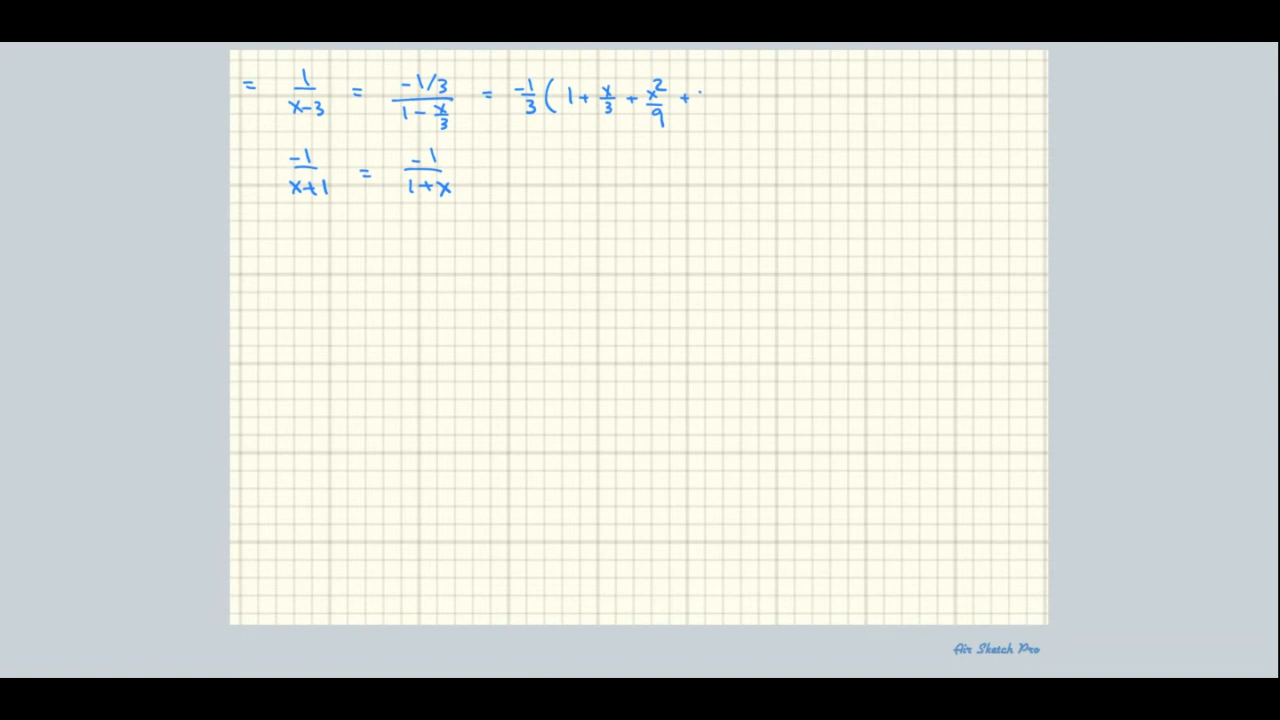 = 1/(x-3) = (-1/3)/(1 - x/3) = -1/3 ( 1 + x/3 + x²/9 + .
-1/(x+1) = -1/(1+x)
Air Sketch Pro